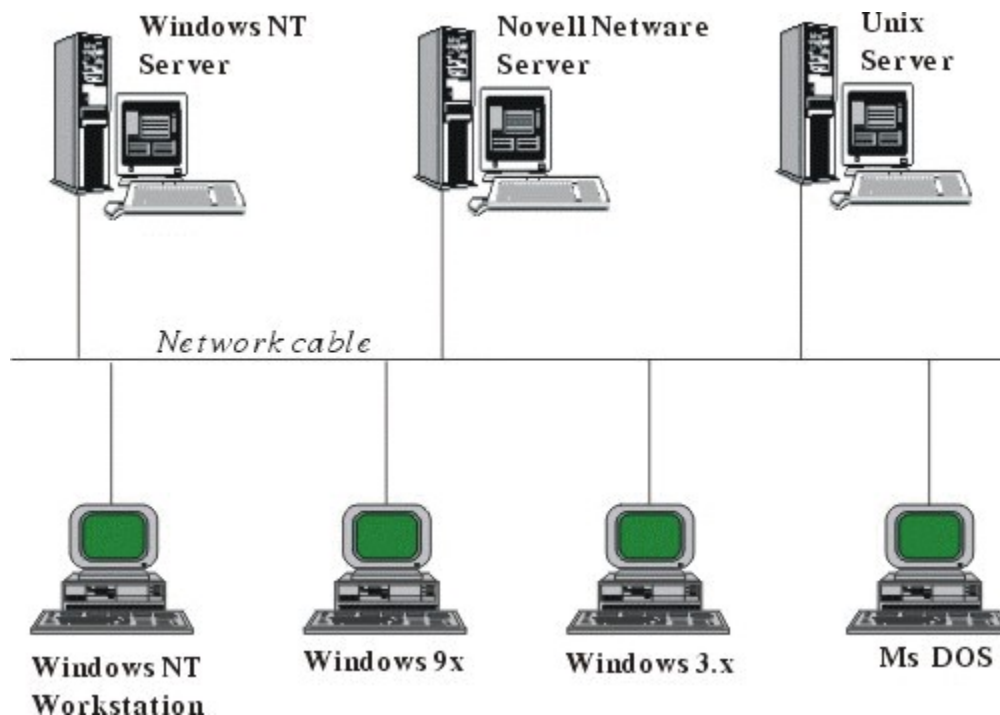 Windows NT
Server
Novell Netware
Server
Unix
Server
Network cable
Windows NT
Workstation
Windows 9x
Windows 3.x
Ms DOS